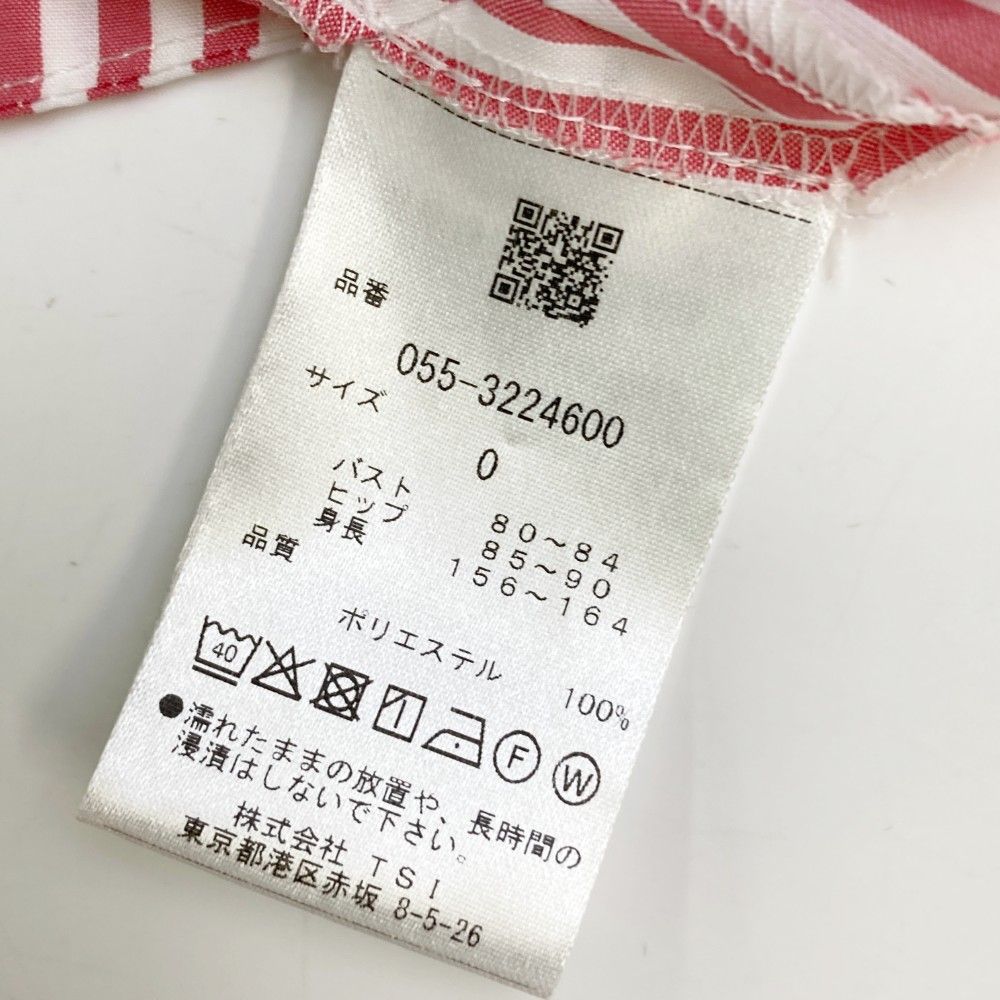 品番
055-3224600
サイズ
0
バスト 80~84
ヒップ 85~90
身長 156~164
品質
ポリエステル 100%
40
F W
●濡れたままの放置や、長時間の
浸漬はしないで下さい。
株式会社 TSI
東京都港区赤坂 8-5-26